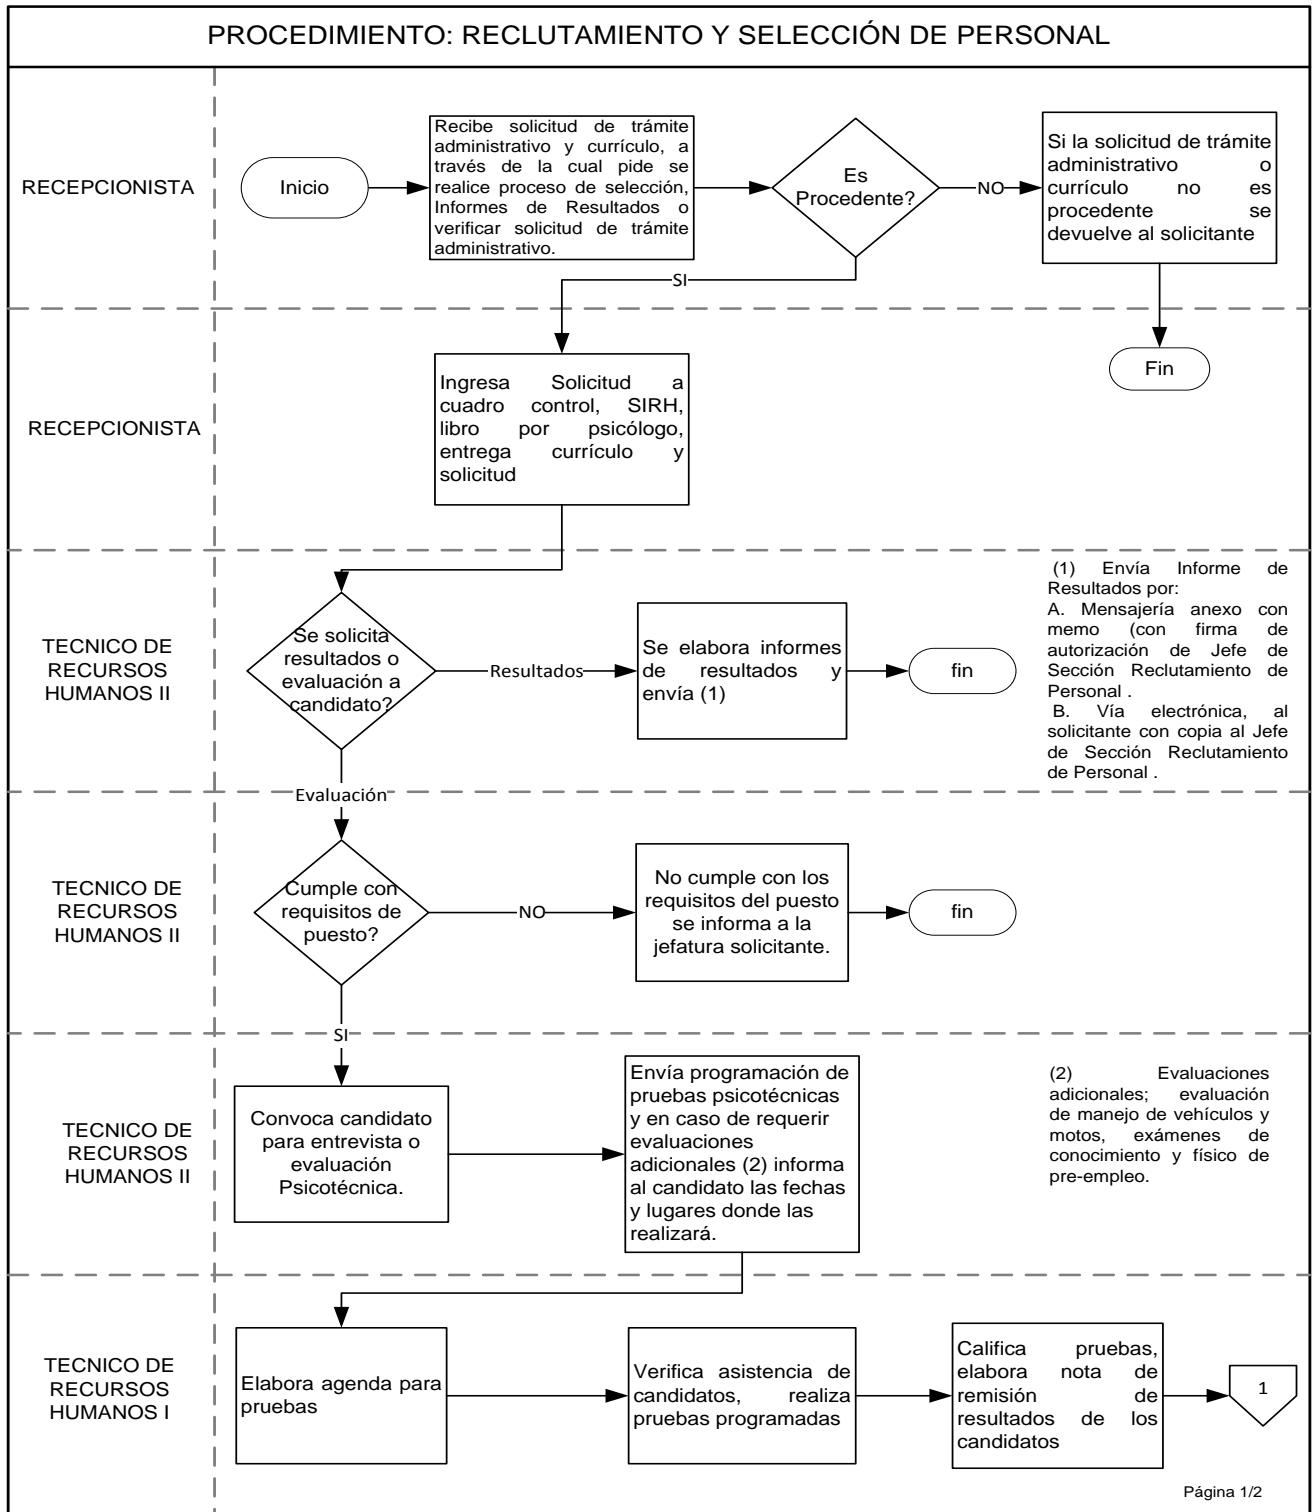 PROCEDIMIENTO: RECLUTAMIENTO Y SELECCIÓN DE PERSONAL
RECEPCIONISTA
Inicio
Recibe solicitud de trámite
administrativo y currículo, a
través de la cual pide se
realice proceso de selección,
Informes de Resultados o
verificar solicitud de trámite
administrativo.
Es
Procedente?
NO
Si la solicitud de trámite
administrativo o
currículo no es
procedente se
devuelve al solicitante
SI
Fin
RECEPCIONISTA
Ingresa Solicitud a
cuadro control, SIRH,
libro por psicólogo,
entrega currículo y
solicitud
TECNICO DE
RECURSOS
HUMANOS II
Se solicita
resultados o
evaluación a
candidato?
Resultados
Se elabora informes
de resultados y
envía (1)
fin
(1) Envía Informe de
Resultados por:
A. Mensajería anexo con
memo (con firma de
autorización de Jefe de
Sección Reclutamiento de
Personal .
B. Vía electrónica, al
solicitante con copia al Jefe
de Sección Reclutamiento
de Personal .
Evaluación
TECNICO DE
RECURSOS
HUMANOS II
Cumple con
requisitos de
puesto?
NO
No cumple con los
requisitos del puesto
se informa a la
jefatura solicitante.
fin
SI
TECNICO DE
RECURSOS
HUMANOS II
Convoca candidato
para entrevista o
evaluación
Psicotécnica.
Envía programación de
pruebas psicotécnicas
y en caso de requerir
evaluaciones
adicionales (2) informa
al candidato las fechas
y lugares donde las
realizará.
(2) Evaluaciones
adicionales; evaluación
de manejo de vehículos y
motos, exámenes de
conocimiento y físico de
pre-empleo.
TECNICO DE
RECURSOS
HUMANOS I
Elabora agenda para
pruebas
Verifica asistencia de
candidatos, realiza
pruebas programadas
Califica pruebas,
elabora nota de
remisión de
resultados de los
candidatos
1
Página 1/2